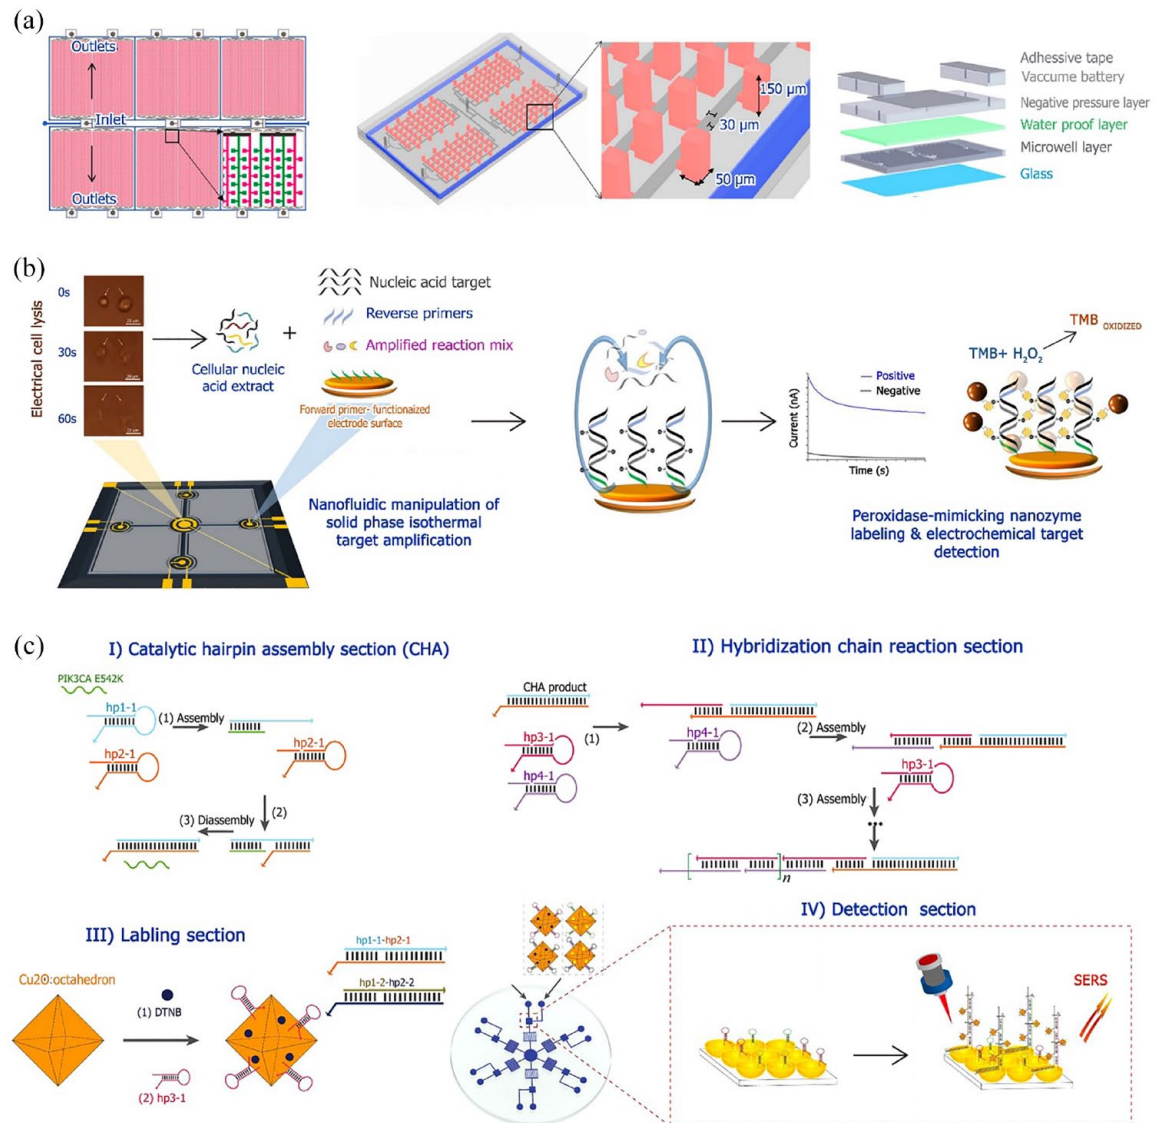 (a)
Outlets
Inlet
Outlets
150 µm
30 µm
50 µm
Adhessive tape
Vaccume battery
Negative pressure layer
Water proof layer
Microwell layer
Glass
(b)
Electrical cell lysis
0s
30s
60s
Cellular nucleic
acid extract
+
Nucleic acid target
Reverse primers
Amplified reaction mix
Forward primer- functionaized
electrode surface
Nanofluidic manipulation of
solid phase isothermal
target amplification
Current (nA)
Positive
Negative
Time (s)
TMB OXIDIZED
TMB+ H2O2
Peroxidase-mimicking nanozyme
labeling & electrochemical target
detection
(c)
I) Catalytic hairpin assembly section (CHA)
PIK3CA E542K
hp1-1
(1) Assembly
hp2-1
hp2-1
(2)
(3) Diassembly
II) Hybridization chain reaction section
CHA product
hp3-1
(1)
hp4-1
hp4-1
(2) Assembly
hp3-1
(3) Assembly
n
III) Labling section
Cu2O:octahedron
(1) DTNB
(2) hp3-1
hp1-1-hp2-1
hp1-2-hp2-2
IV) Detection section
SERS